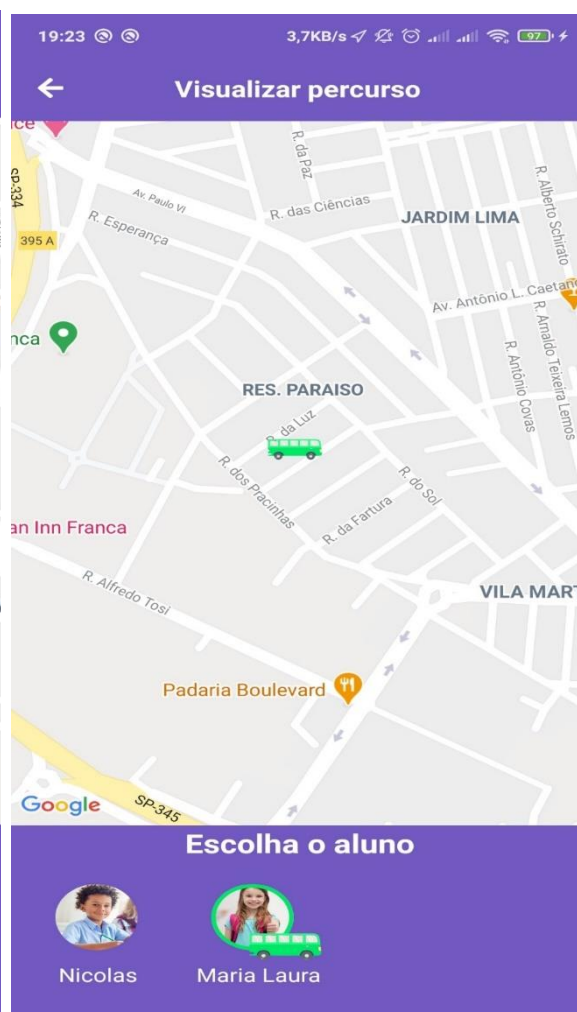 19:23 3,7KB/s 97
Visualizar percurso
R. da Paz
SP-334
Av. Paulo VI
R. das Ciências
R. Alberto Schirato
R. Esperança
JARDIM LIMA
395 A
Av. Antônio L. Caetano
R. Antônio Covas
R. Arnaldo Teixeira Lemos
RES. PARAISO
R. da Luz
R. dos Pracinhas
R. do Sol
R. da Fartura
an Inn Franca
R. Alfredo Tosi
VILA MART
Padaria Boulevard
Google
SP-345
Escolha o aluno
Nicolas Maria Laura